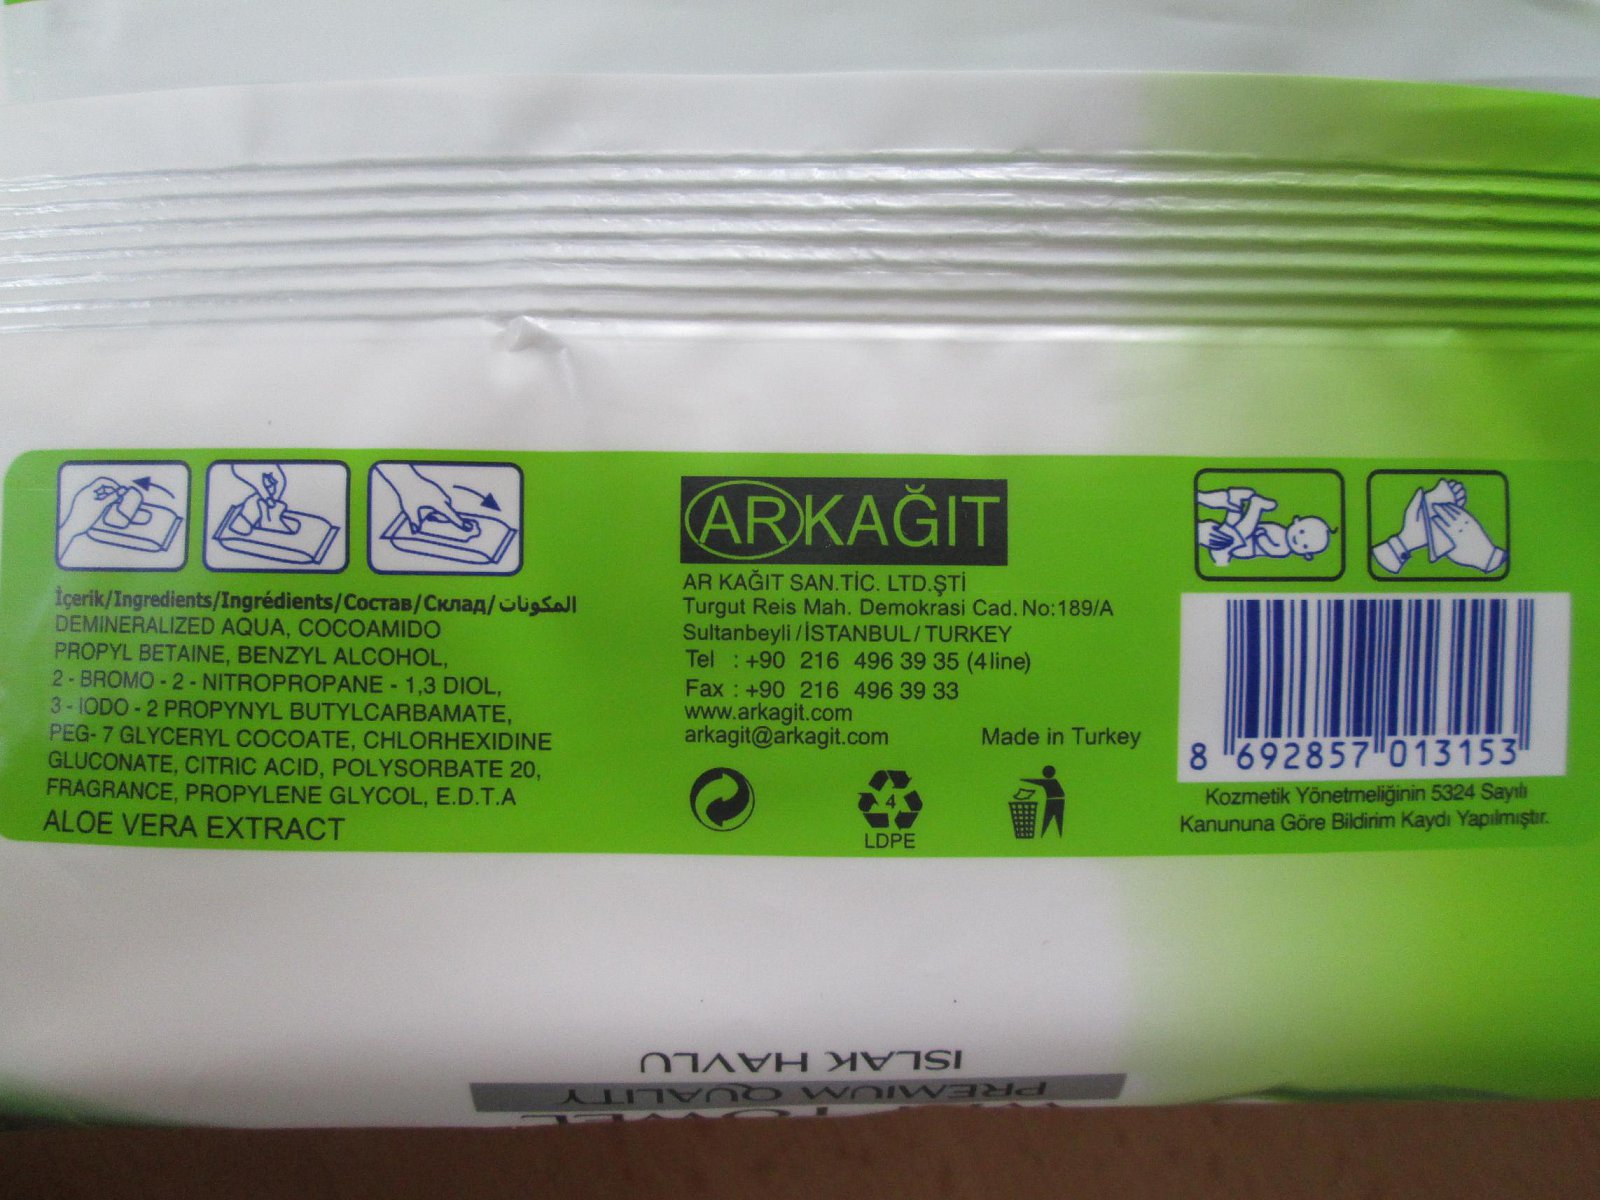 İçerik/Ingredients/Ingrédients/Состав/Склад/المكونات
DEMINERALIZED AQUA, COCOAMIDO
PROPYL BETAINE, BENZYL ALCOHOL,
2 - BROMO - 2 - NITROPROPANE - 1,3 DIOL,
3 - IODO - 2 PROPYNYL BUTYLCARBAMATE,
PEG- 7 GLYCERYL COCOATE, CHLORHEXIDINE
GLUCONATE, CITRIC ACID, POLYSORBATE 20,
FRAGRANCE, PROPYLENE GLYCOL, E.D.T.A
ALOE VERA EXTRACT
ARKAĞIT
AR KAĞIT SAN.TİC. LTD.ŞTİ
Turgut Reis Mah. Demokrasi Cad. No:189/A
Sultanbeyli / İSTANBUL / TURKEY
Tel : +90 216 496 39 35 (4 line)
Fax : +90 216 496 39 33
www.arkagit.com
arkagit@arkagit.com
Made in Turkey
4
LDPE
8 692857 013153
Kozmetik Yönetmeliğinin 5324 Sayılı
Kanununa Göre Bildirim Kaydı Yapılmıştır.
ISLAK HAVLU
PREMIUM QUALITY
TOWEL